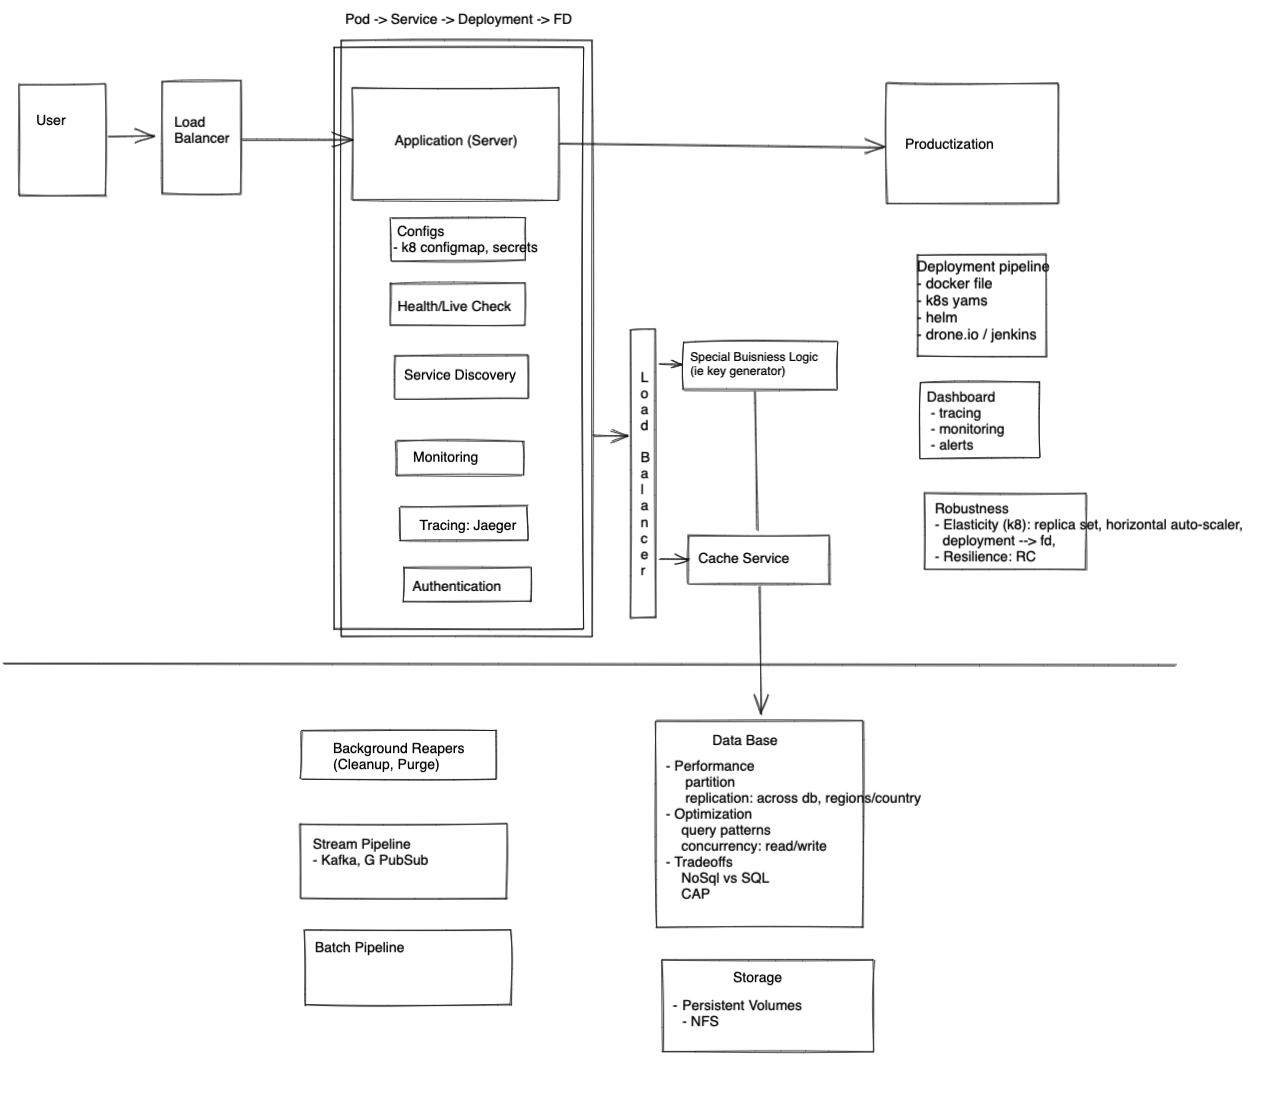 Pod -> Service -> Deployment -> FD
User
Load
Balancer
Application (Server)
Productization
Configs
- k8 configmap, secrets
Health/Live Check
Service Discovery
Monitoring
Tracing: Jaeger
Authentication
Load Balancer
Special Buisniess Logic
(ie key generator)
Cache Service
Deployment pipeline
- docker file
- k8s yams
- helm
- drone.io / jenkins
Dashboard
- tracing
- monitoring
- alerts
Robustness
- Elasticity (k8): replica set, horizontal auto-scaler,
deployment --> fd,
- Resilience: RC
Background Reapers
(Cleanup, Purge)
Stream Pipeline
- Kafka, G PubSub
Batch Pipeline
Data Base
- Performance
partition
replication: across db, regions/country
- Optimization
query patterns
concurrency: read/write
- Tradeoffs
NoSql vs SQL
CAP
Storage
- Persistent Volumes
- NFS